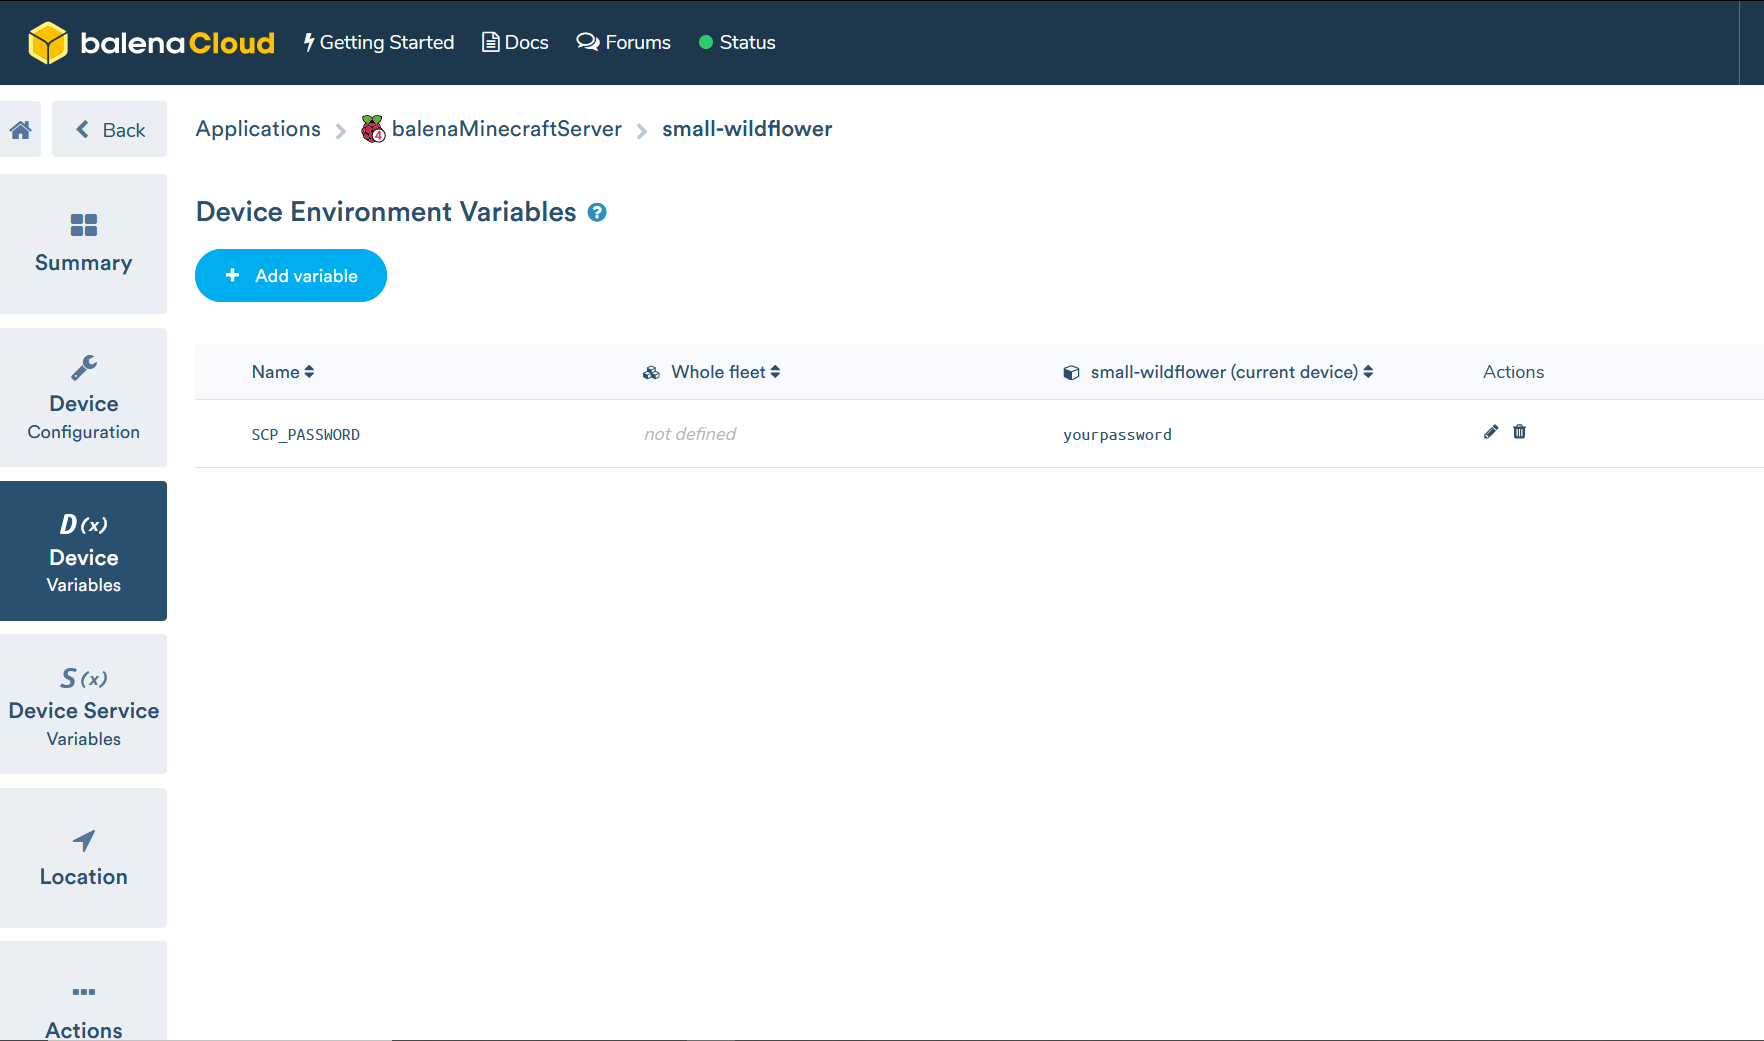 balenaCloud Getting Started Docs Forums Status
Back
Applications balenaMinecraftServer small-wildflower
Device Environment Variables ?
+ Add variable
Name Whole fleet small-wildflower (current device) Actions
SCP_PASSWORD not defined yourpassword
Summary
Device
Configuration
D(x)
Device
Variables
S(x)
Device Service
Variables
Location
Actions